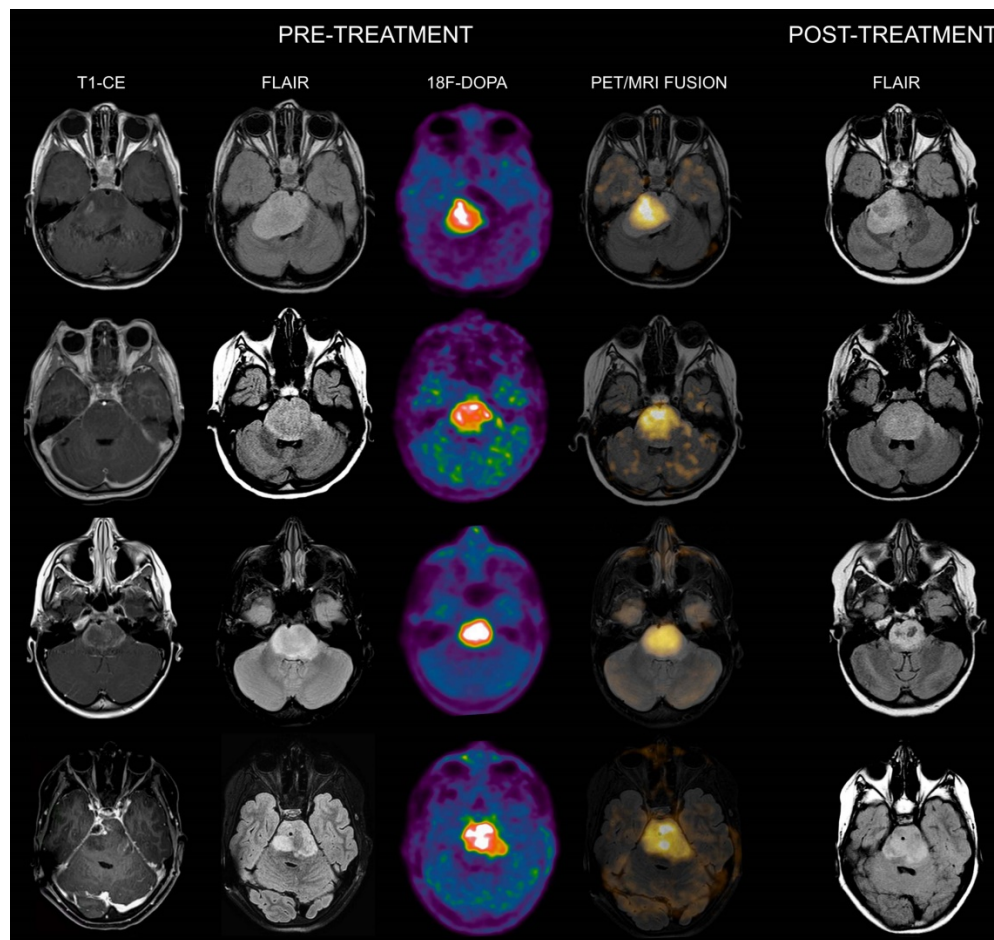 PRE-TREATMENT POST-TREATMENT
T1-CE FLAIR 18F-DOPA PET/MRI FUSION FLAIR